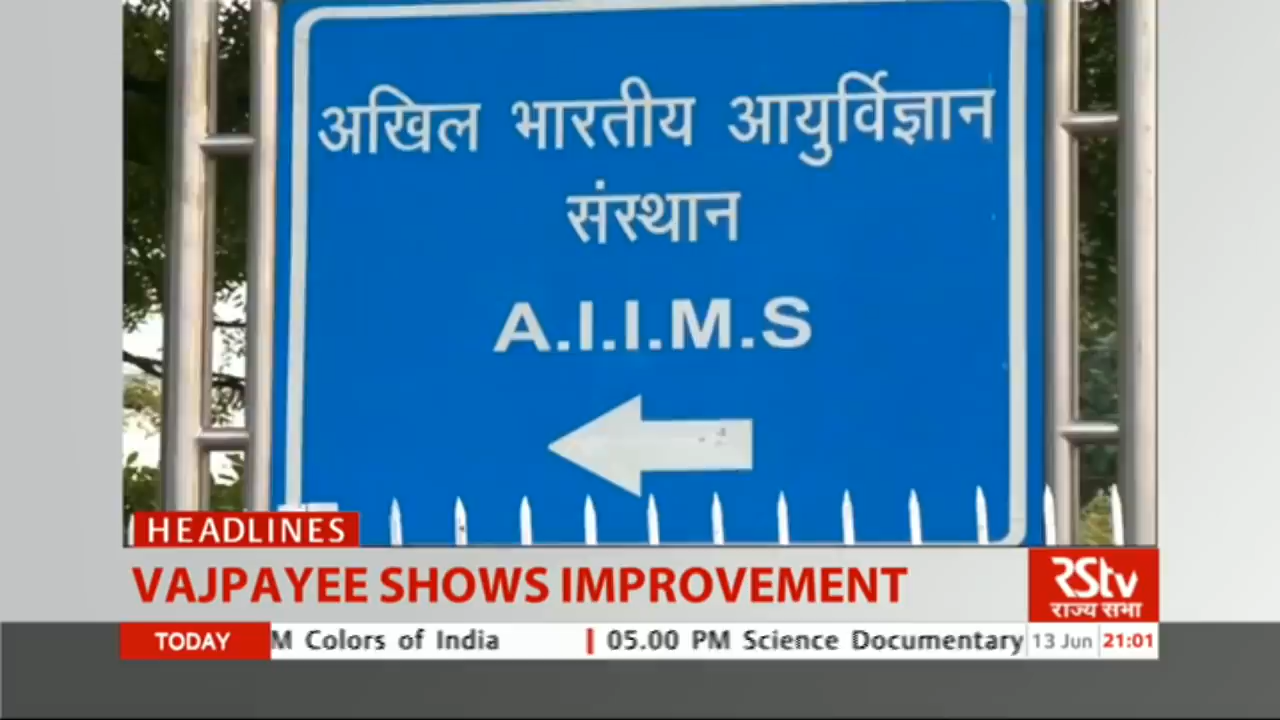 अखिल भारतीय आयुर्विज्ञान
संस्थान
A.I.I.M.S
HEADLINES
VAJPAYEE SHOWS IMPROVEMENT
RStv
राज्य सभा
TODAY
M Colors of India | 05.00 PM Science Documentary
13 Jun 21:01